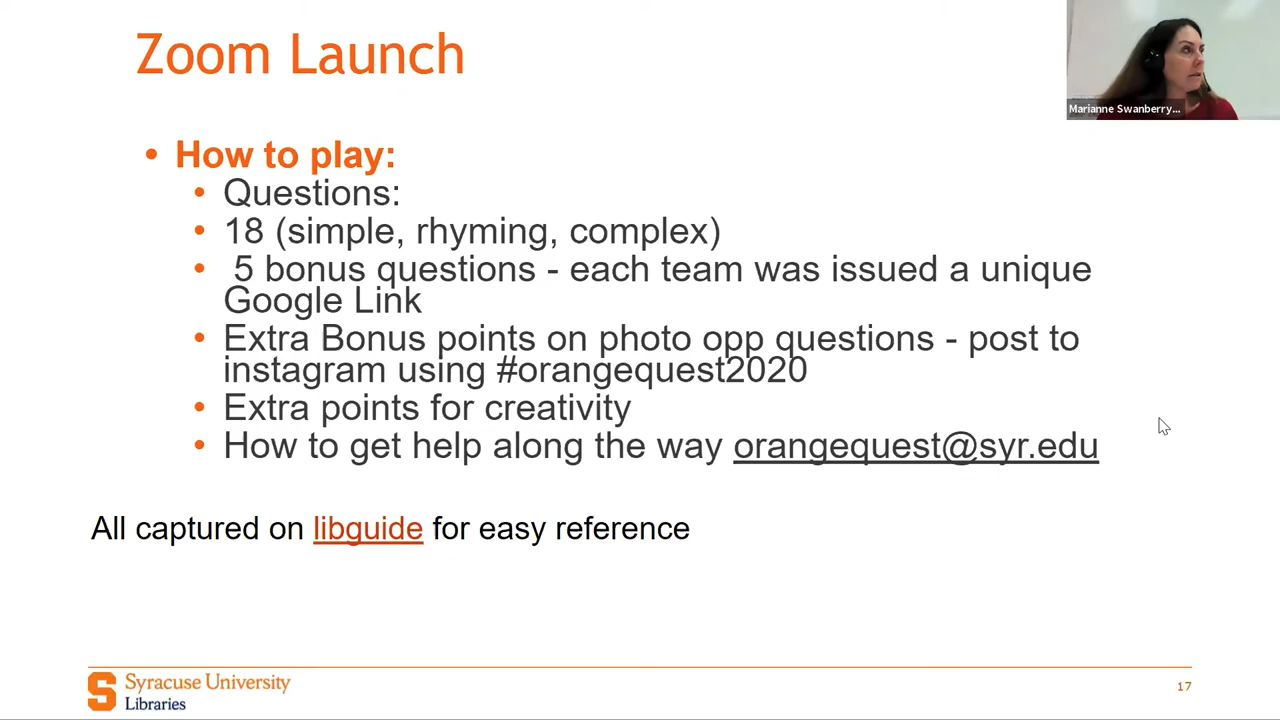 Zoom Launch
Marianne Swanberry...
• How to play:
• Questions:
• 18 (simple, rhyming, complex)
• 5 bonus questions - each team was issued a unique
Google Link
• Extra Bonus points on photo opp questions - post to
instagram using #orangequest2020
• Extra points for creativity
• How to get help along the way orangequest@syr.edu
All captured on libguide for easy reference
S Syracuse University
Libraries
17